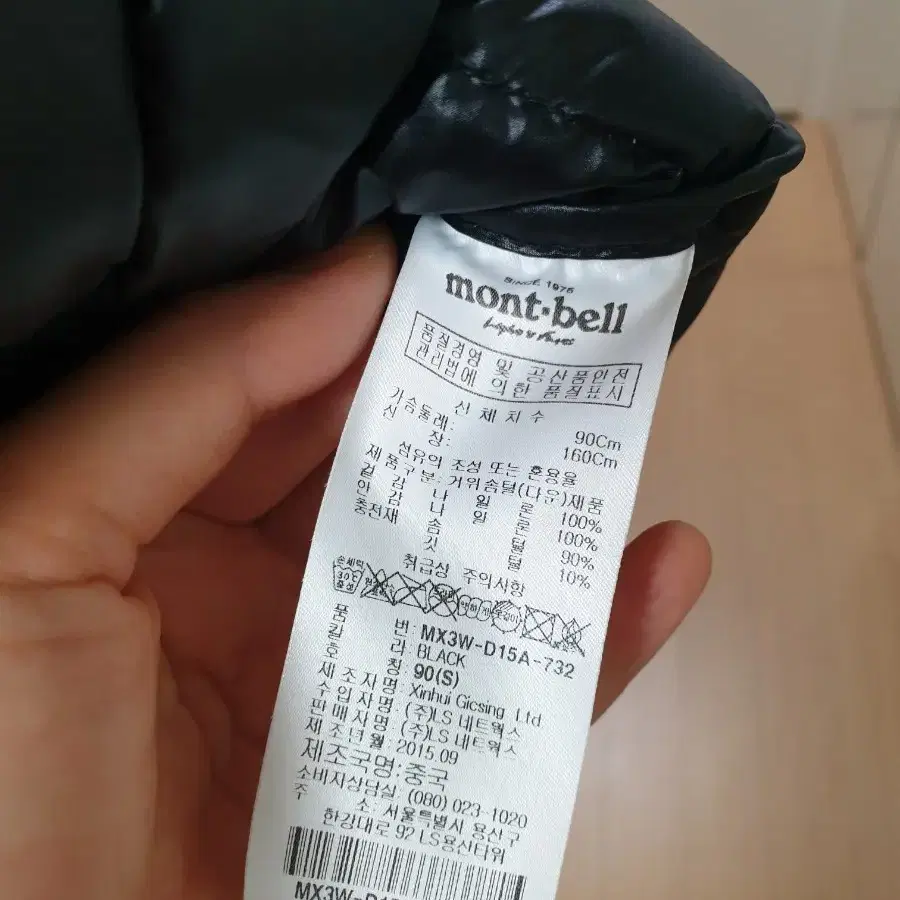 SINCE 1975
mont·bell
품질경영 및 공산품안전
관리법에 의한 품질표시
신체치수
가슴둘레: 90Cm
신 장: 160Cm
섬유의 조성 또는 혼용율
제품구분: 거위솜털(다운)제품
겉 감 나 일 론 100%
안 감 나 일 론 100%
충전재 솜 털 90%
깃 털 10%
취급상 주의사항
손세탁
30℃
중성
품 번: MX3W-D15A-732
칼 라: BLACK
호 칭 90(S)
제 조 자 명: Xinhui Gicsing Ltd
수 입 자 명: (주)LS 네트웍스
판 매 자 명: (주)LS 네트웍스
제 조 년 월: 2015.09
제조국명:중국
소비자상담실 (080) 023-1020
주 소: 서울특별시 용산구
한강대로 92 LS용산타워